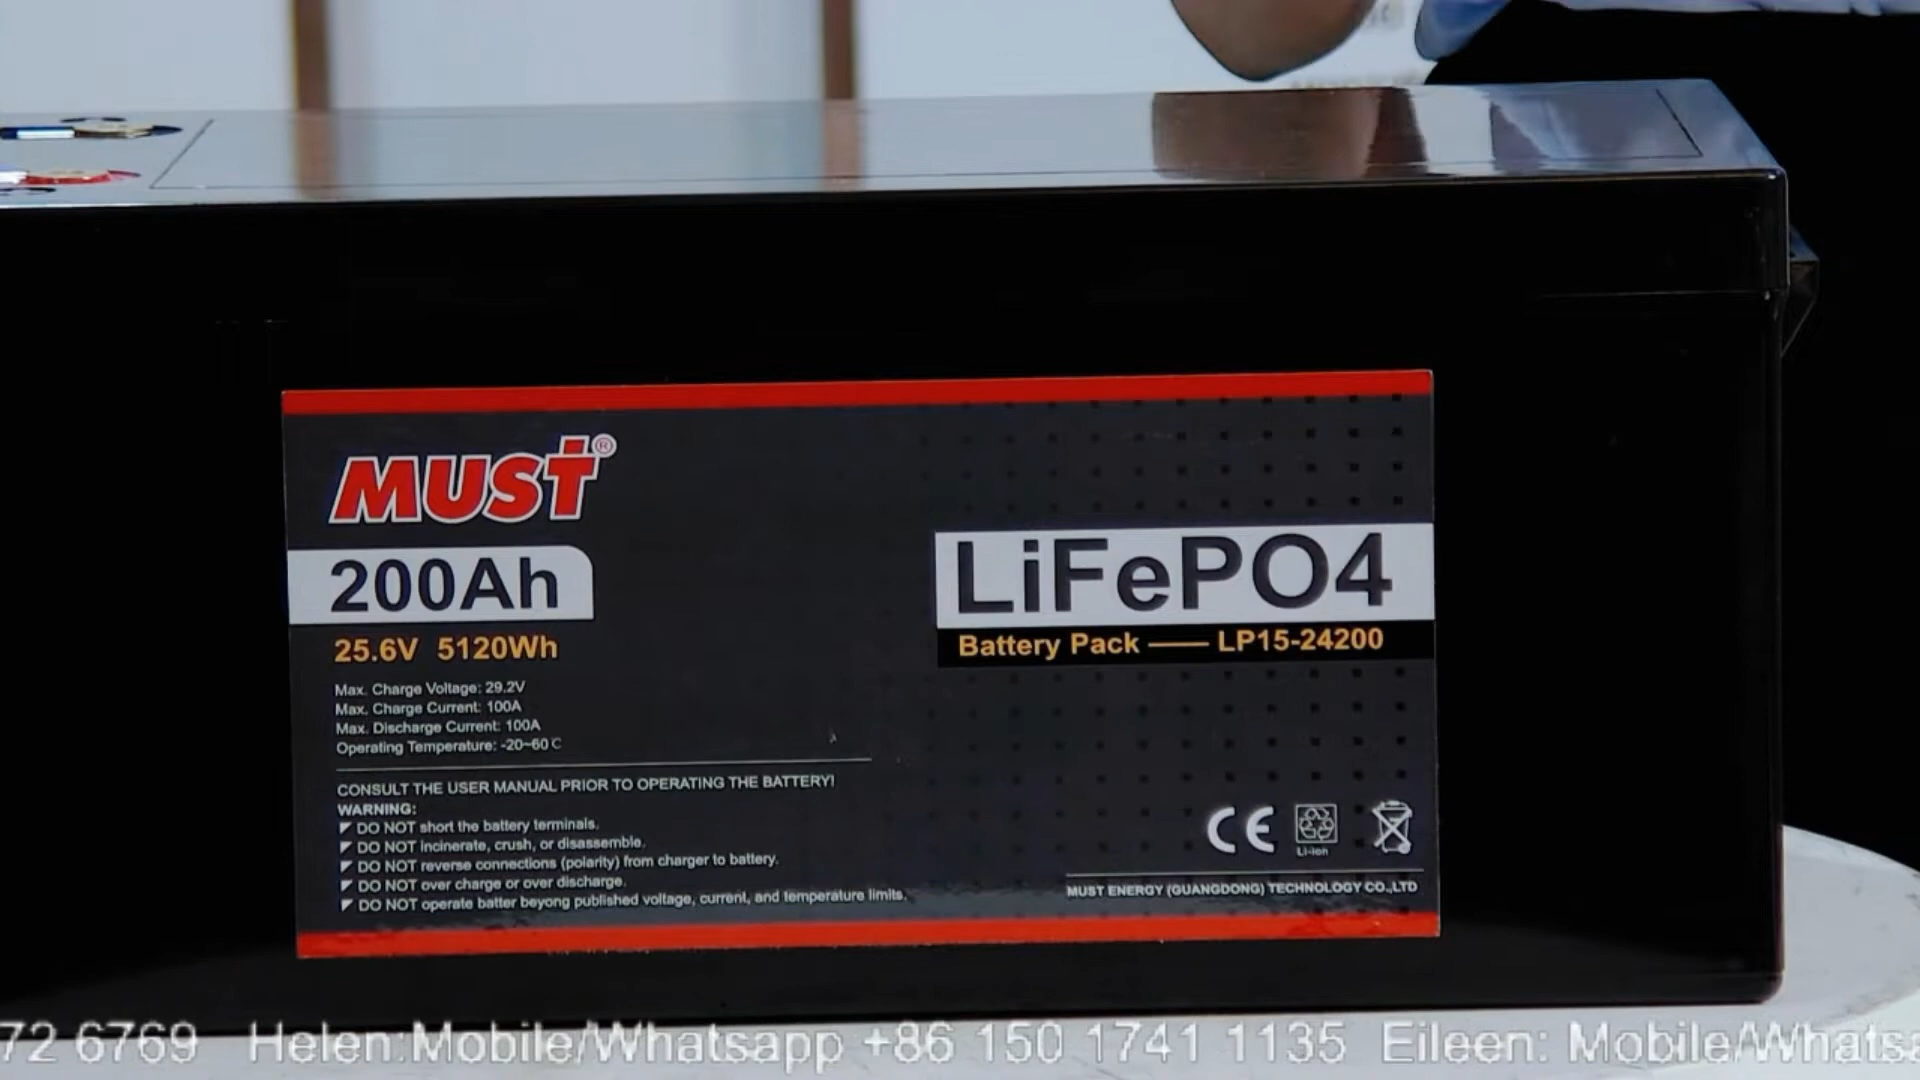 MUST®
200Ah
25.6V 5120Wh
Max. Charge Voltage: 29.2V
Max. Charge Current: 100A
Max. Discharge Current: 100A
Operating Temperature: -20~60℃
CONSULT THE USER MANUAL PRIOR TO OPERATING THE BATTERY!
WARNING:
DO NOT short the battery terminals.
DO NOT incinerate, crush, or disassemble.
DO NOT reverse connections (polarity) from charger to battery.
DO NOT over charge or over discharge.
DO NOT operate batter beyong published voltage, current, and temperature limits.
LiFePO4
Battery Pack —— LP15-24200
CE
Li-ion
MUST ENERGY (GUANGDONG) TECHNOLOGY CO.,LTD
72 6769 Helen:Mobile/Whatsapp +86 150 1741 1135 Eileen: Mobile/Whatsa